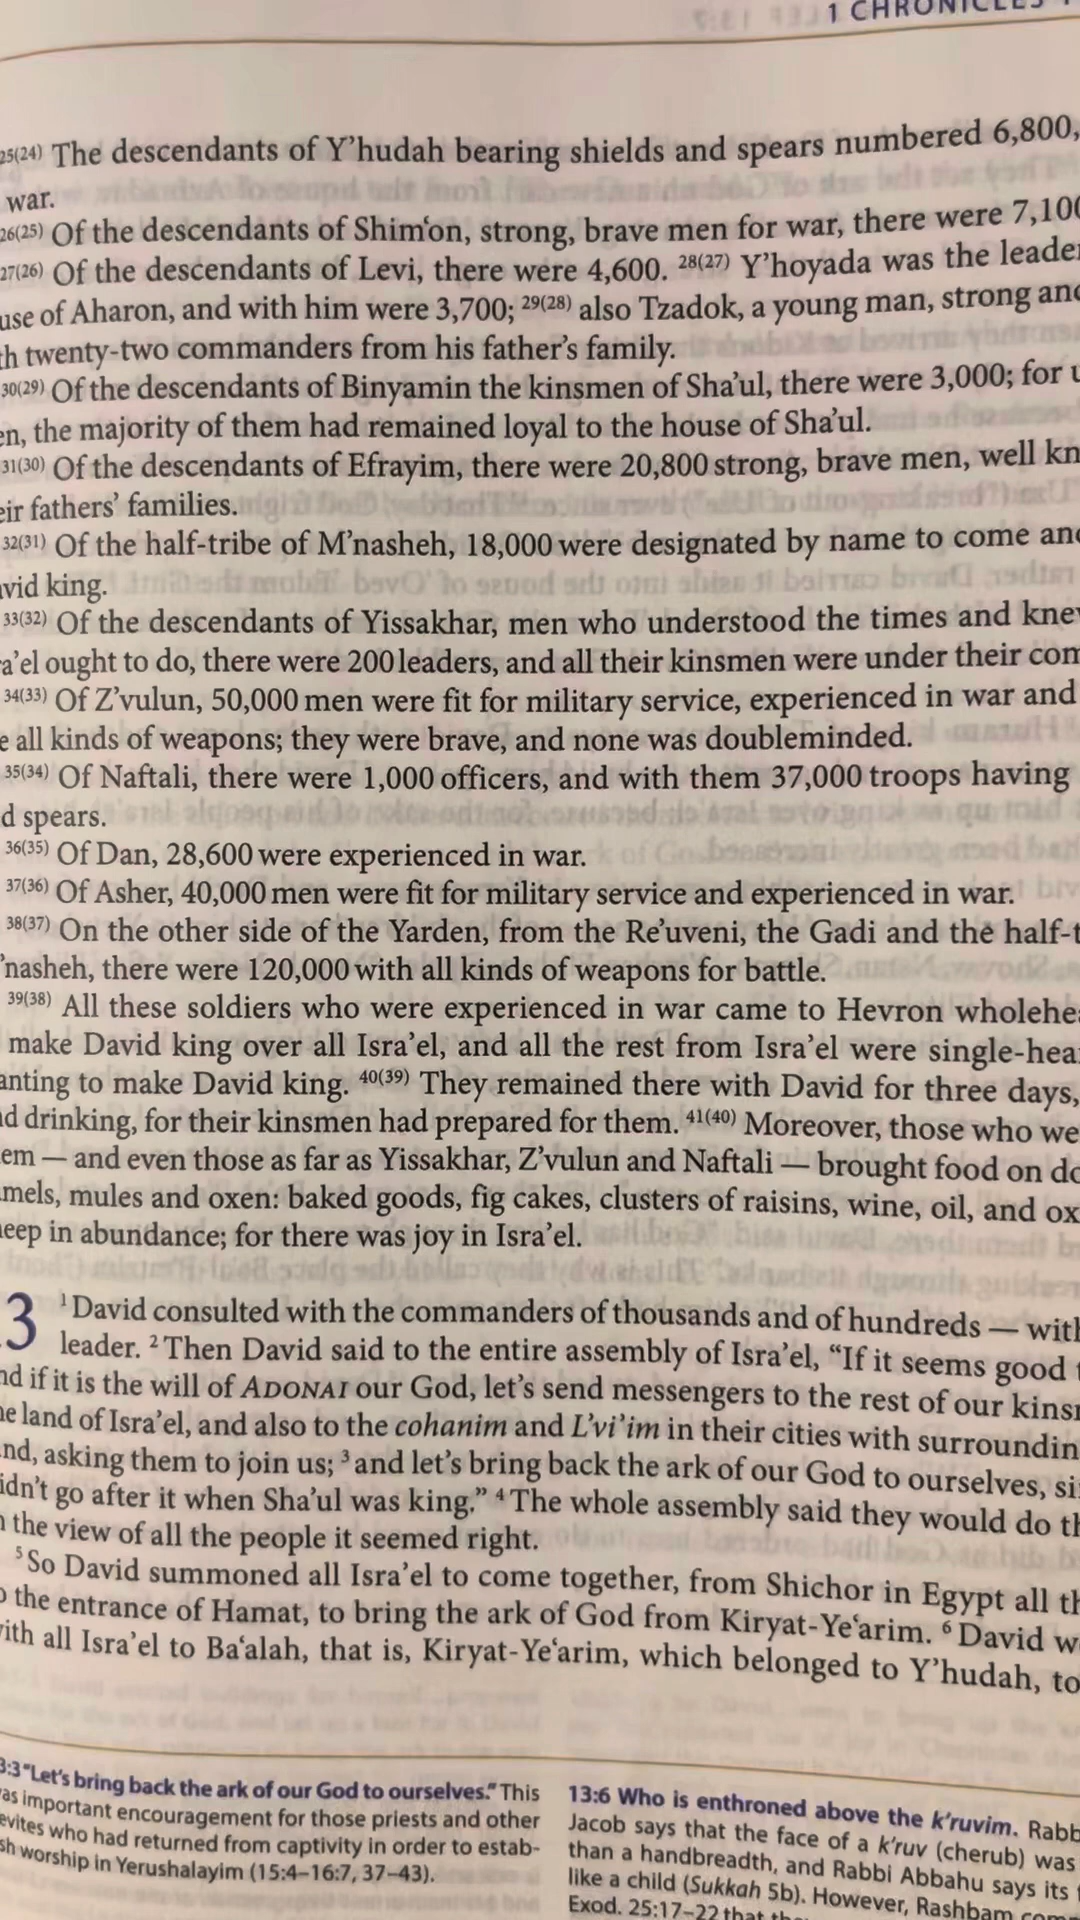 1 CHRONICLES
25(24) The descendants of Y’hudah bearing shields and spears numbered 6,800,
war.
26(25) Of the descendants of Shim‘on, strong, brave men for war, there were 7,100
27(26) Of the descendants of Levi, there were 4,600. 28(27) Y’hoyada was the leader
use of Aharon, and with him were 3,700; 29(28) also Tzadok, a young man, strong and
th twenty-two commanders from his father’s family.
30(29) Of the descendants of Binyamin the kinsmen of Sha’ul, there were 3,000; for u
en, the majority of them had remained loyal to the house of Sha’ul.
31(30) Of the descendants of Efrayim, there were 20,800 strong, brave men, well kn
eir fathers’ families.
32(31) Of the half-tribe of M’nasheh, 18,000 were designated by name to come and
avid king.
33(32) Of the descendants of Yissakhar, men who understood the times and knew
ra’el ought to do, there were 200 leaders, and all their kinsmen were under their com
34(33) Of Z’vulun, 50,000 men were fit for military service, experienced in war and
e all kinds of weapons; they were brave, and none was doubleminded.
35(34) Of Naftali, there were 1,000 officers, and with them 37,000 troops having
d spears.
36(35) Of Dan, 28,600 were experienced in war.
37(36) Of Asher, 40,000 men were fit for military service and experienced in war.
38(37) On the other side of the Yarden, from the Re’uveni, the Gadi and the half-t
’nasheh, there were 120,000 with all kinds of weapons for battle.
39(38) All these soldiers who were experienced in war came to Hevron wholehea
make David king over all Isra’el, and all the rest from Isra’el were single-hear
anting to make David king. 40(39) They remained there with David for three days,
nd drinking, for their kinsmen had prepared for them. 41(40) Moreover, those who we
em — and even those as far as Yissakhar, Z’vulun and Naftali — brought food on do
mels, mules and oxen: baked goods, fig cakes, clusters of raisins, wine, oil, and ox
heep in abundance; for there was joy in Isra’el.
3 1 David consulted with the commanders of thousands and of hundreds — with
leader. 2 Then David said to the entire assembly of Isra’el, “If it seems good t
nd if it is the will of ADONAI our God, let’s send messengers to the rest of our kinsm
he land of Isra’el, and also to the cohanim and L’vi’im in their cities with surroundin
and, asking them to join us; 3 and let’s bring back the ark of our God to ourselves, si
idn’t go after it when Sha’ul was king.” 4 The whole assembly said they would do th
n the view of all the people it seemed right.
5 So David summoned all Isra’el to come together, from Shichor in Egypt all th
o the entrance of Hamat, to bring the ark of God from Kiryat-Ye‘arim. 6 David w
with all Isra’el to Ba‘alah, that is, Kiryat-Ye‘arim, which belonged to Y’hudah, to
3:3 “Let’s bring back the ark of our God to ourselves.” This
as important encouragement for those priests and other
evites who had returned from captivity in order to estab-
sh worship in Yerushalayim (15:4–16:7, 37–43).
13:6 Who is enthroned above the k’ruvim. Rabb
Jacob says that the face of a k’ruv (cherub) was
than a handbreadth, and Rabbi Abbahu says its
like a child (Sukkah 5b). However, Rashbam com
Exod. 25:17–22 that